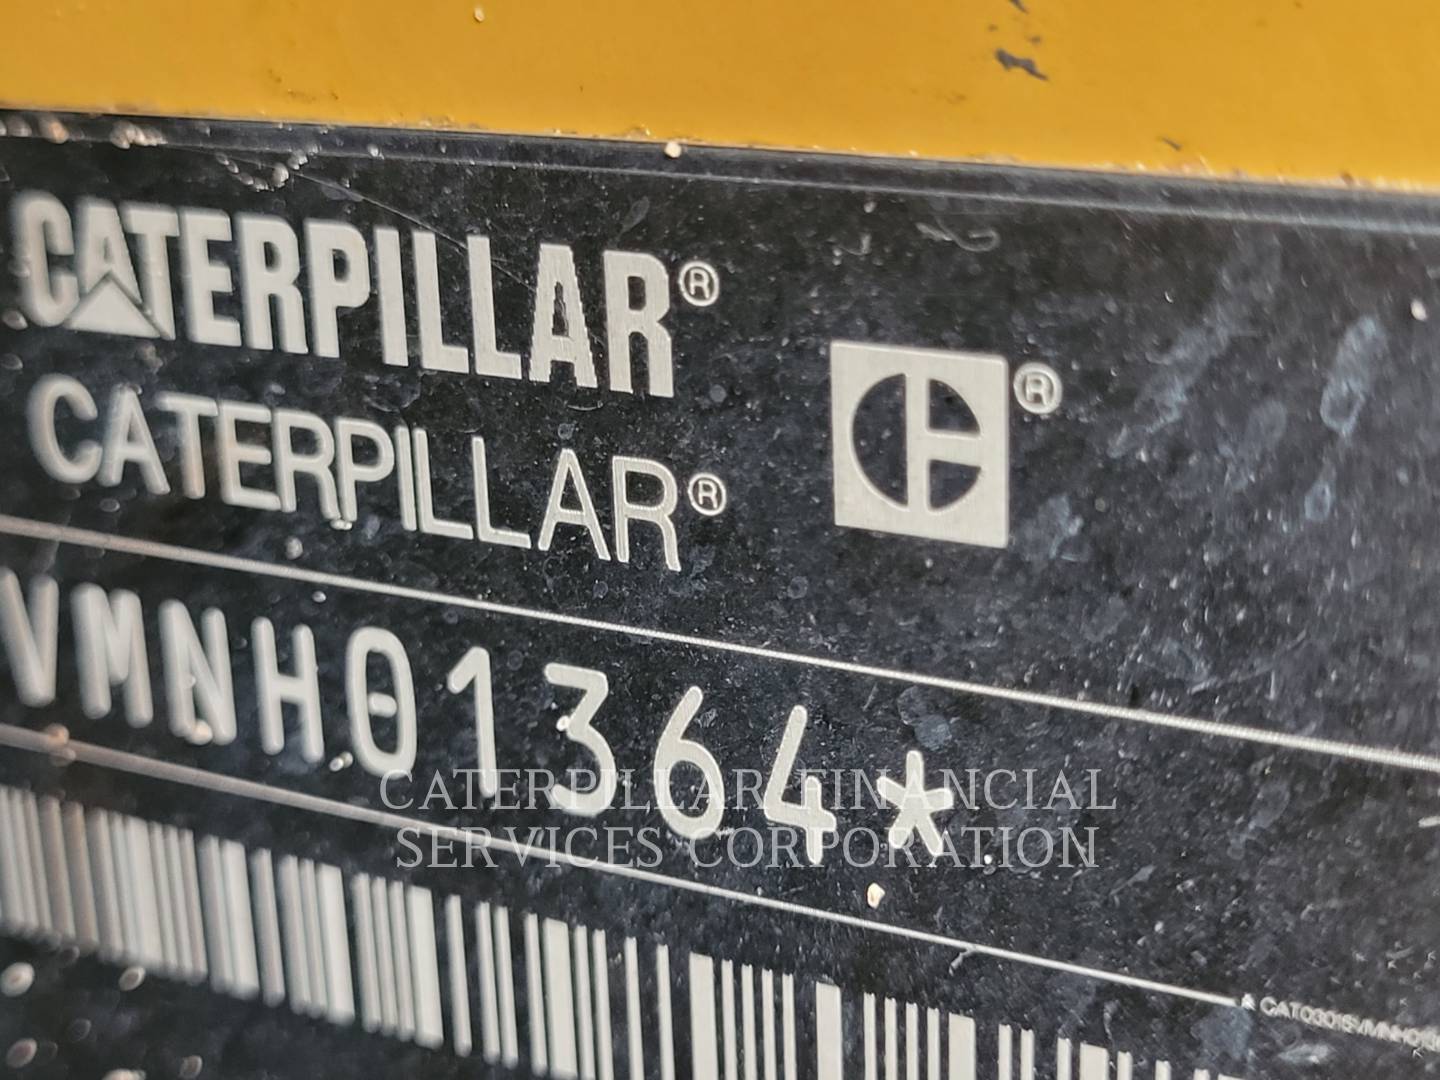 CATERPILLAR®
CATERPILLAR®
®
VMNH01364*
CATERPILLAR FINANCIAL
SERVICES CORPORATION